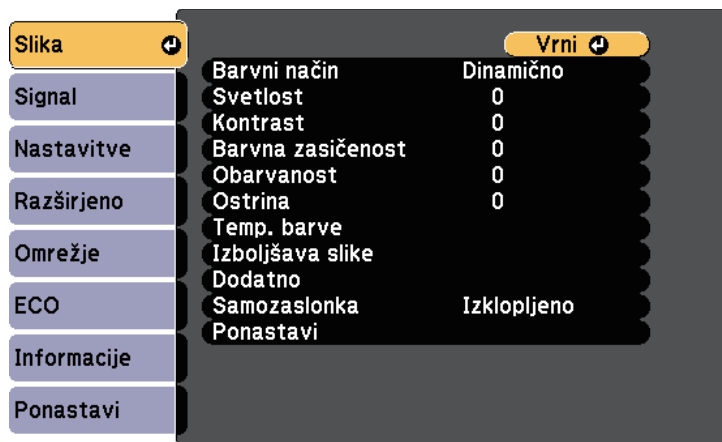 Slika
Signal
Nastavitve
Razširjeno
Omrežje
ECO
Informacije
Ponastavi
Vrni
Barvni način Dinamično
Svetlost 0
Kontrast 0
Barvna zasičenost 0
Obarvanost 0
Ostrina 0
Temp. barve
Izboljšava slike
Dodatno
Samozaslonka Izklopljeno
Ponastavi